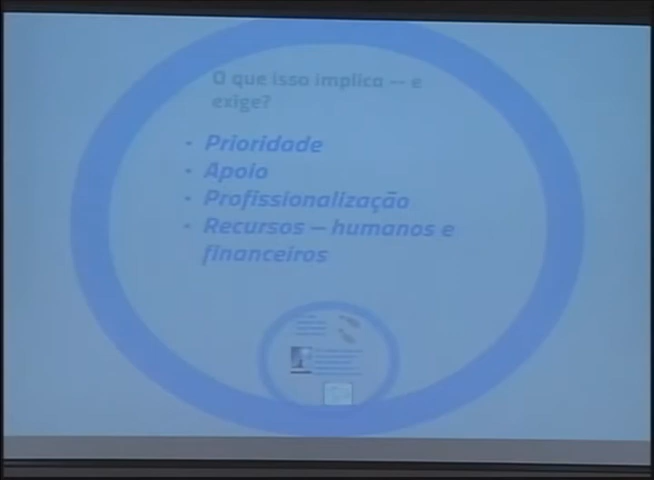 O que isso implica — e
exige?
- Prioridade
- Apoio
- Profissionalização
- Recursos — humanos e
financeiros